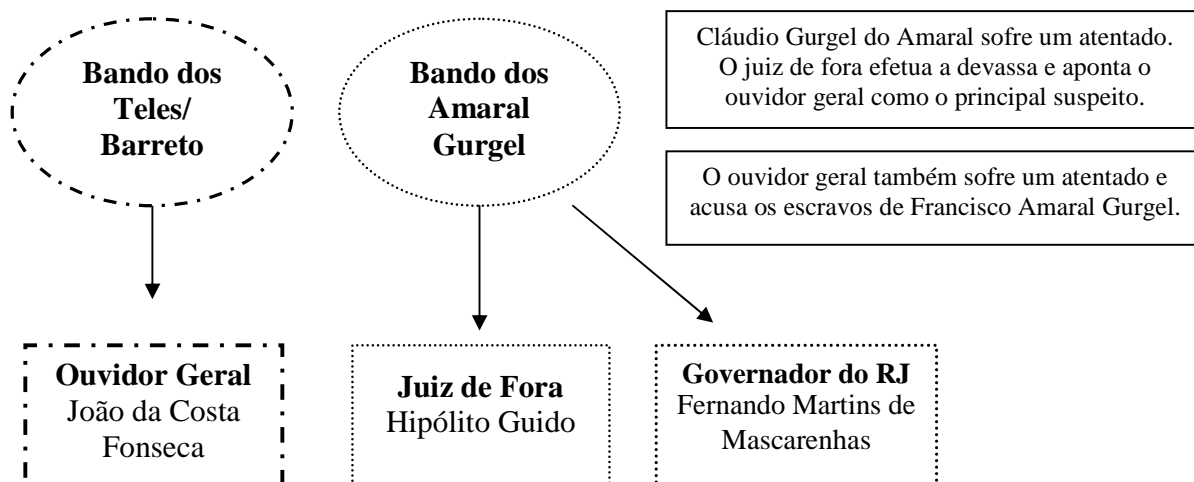 Bando dos
Teles/
Barreto
Bando dos
Amaral
Gurgel
Cláudio Gurgel do Amaral sofre um atentado.
O juiz de fora efetua a devassa e aponta o
ouvidor geral como o principal suspeito.
O ouvidor geral também sofre um atentado e
acusa os escravos de Francisco Amaral Gurgel.
Ouvidor Geral
João da Costa
Fonseca
Juiz de Fora
Hipólito Guido
Governador do RJ
Fernando Martins de
Mascarenhas